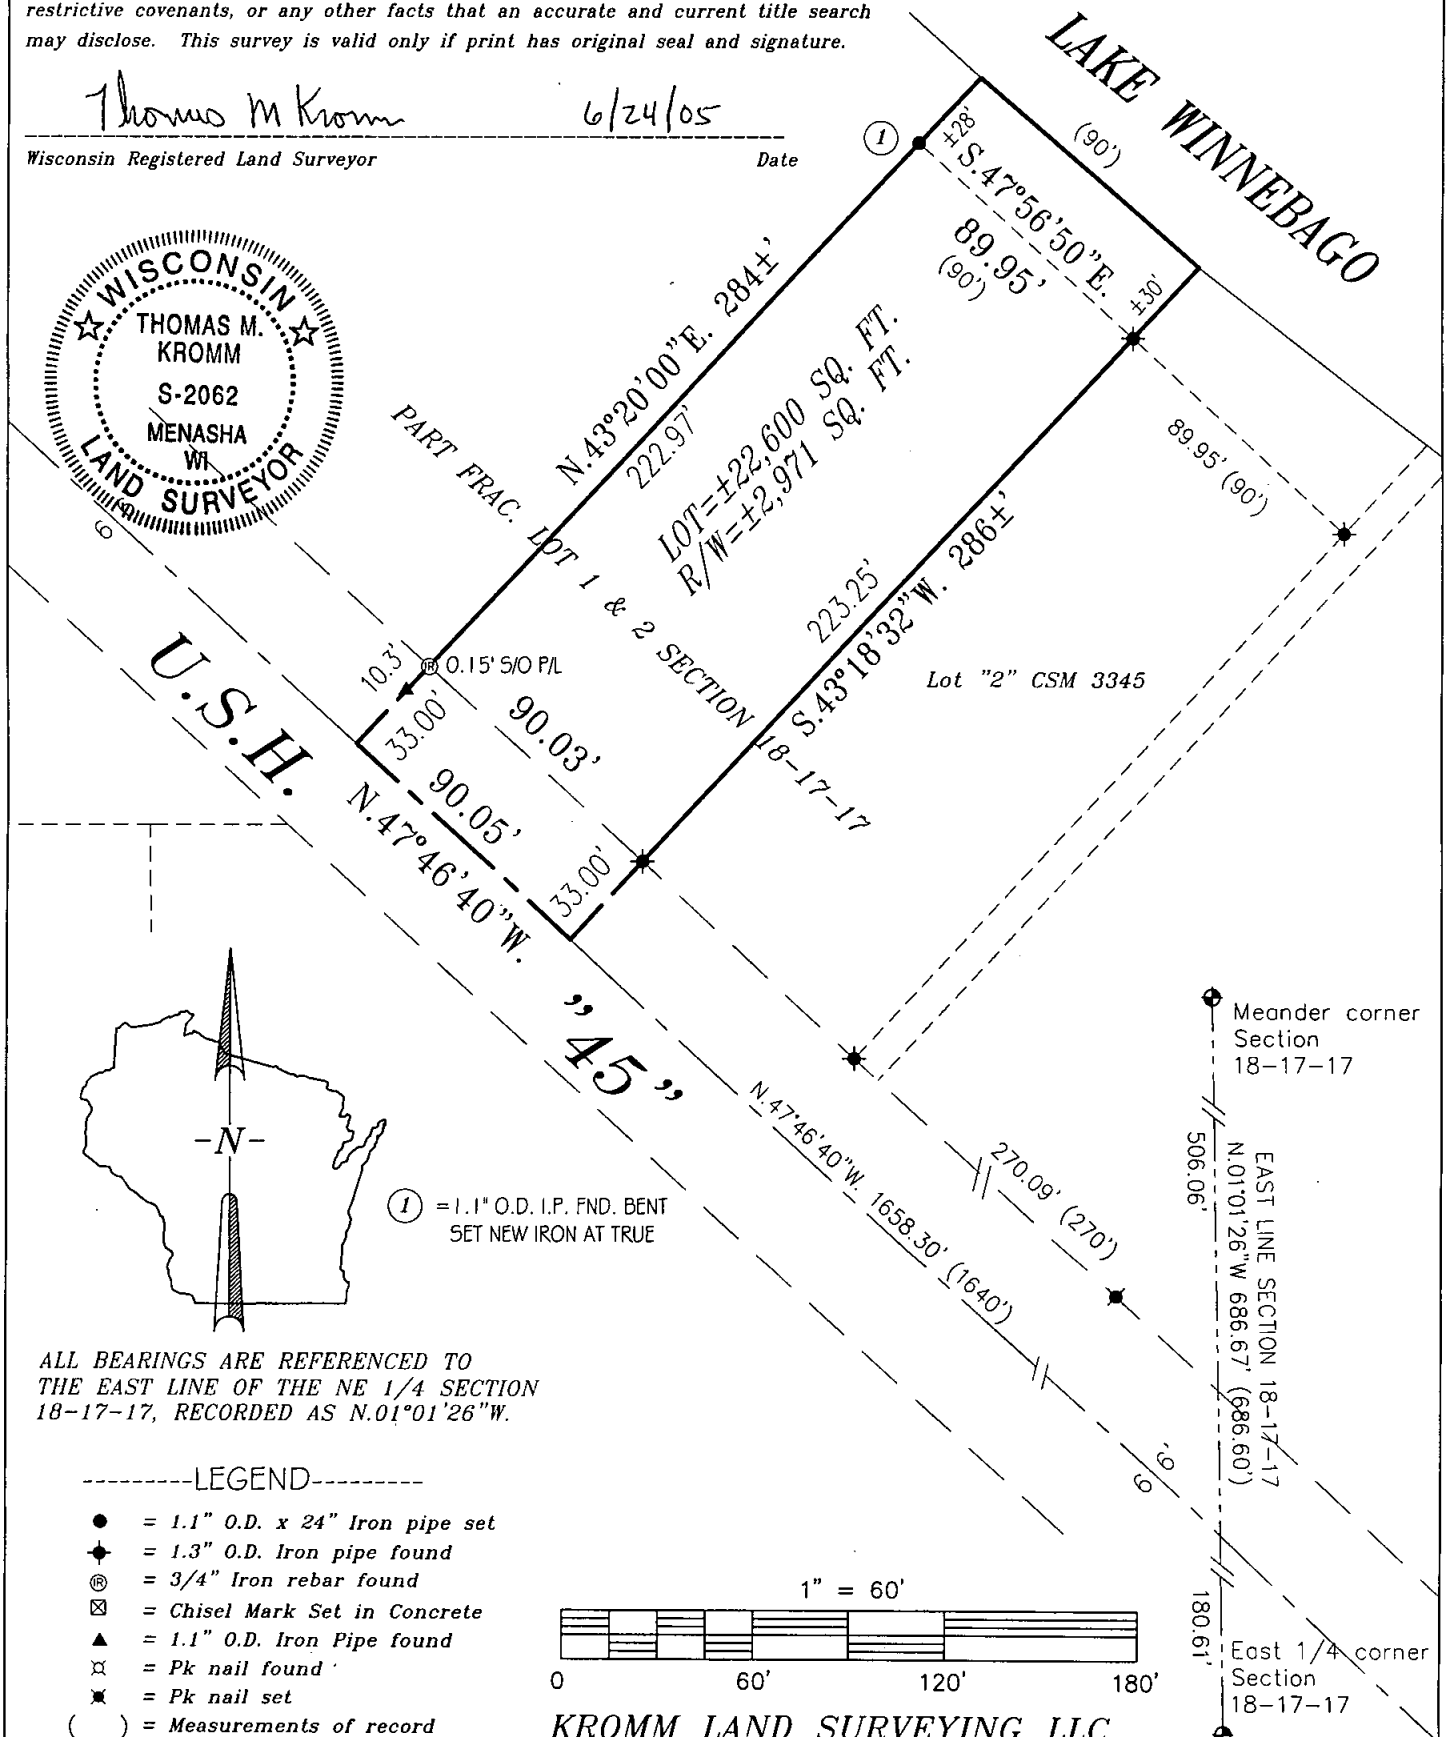 restrictive covenants, or any other facts that an accurate and current title search
may disclose. This survey is valid only if print has original seal and signature.
Thomas M Kromm 6/24/05
Wisconsin Registered Land Surveyor Date
WISCONSIN
THOMAS M.
KROMM
S-2062
MENASHA
WI
LAND SURVEYOR
LAKE WINNEBAGO
(90')
1
±28'
S.47°56'50"E.
89.95'
(90')
±30'
N.43°20'00"E. 284±'
222.97'
LOT=±22,600 SQ. FT.
R/W=±2,971 SQ. FT.
PART FRAC. LOT 1 & 2 SECTION 18-17-17
223.25'
S.43°18'32"W. 286±'
89.95' (90')
Lot "2" CSM 3345
10.3'
IR 0.15' S/O P/L
33.00'
90.03'
90.05'
N.47°46'40"W.
33.00'
U.S.H. "45"
N.47°46'40"W. 1658.30' (1640')
270.09' (270')
Meander corner
Section
18-17-17
506.06'
EAST LINE SECTION 18-17-17
N.01°01'26"W 686.67' (686.60')
180.61'
East 1/4 corner
Section
18-17-17
-N-
1 =1.1" O.D. I.P. FND. BENT
SET NEW IRON AT TRUE
ALL BEARINGS ARE REFERENCED TO
THE EAST LINE OF THE NE 1/4 SECTION
18-17-17, RECORDED AS N.01°01'26"W.
---------LEGEND---------
= 1.1" O.D. x 24" Iron pipe set
= 1.3" O.D. Iron pipe found
IR = 3/4" Iron rebar found
= Chisel Mark Set in Concrete
= 1.1" O.D. Iron Pipe found
= Pk nail found
= Pk nail set
( ) = Measurements of record
1" = 60'
0 60' 120' 180'
KROMM LAND SURVEYING LLC